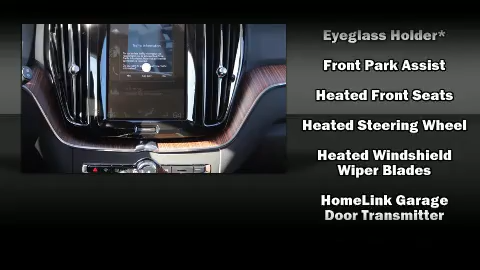 Eyeglass Holder*
Front Park Assist
Heated Front Seats
Heated Steering Wheel
Heated Windshield
Wiper Blades
HomeLink Garage
Door Transmitter